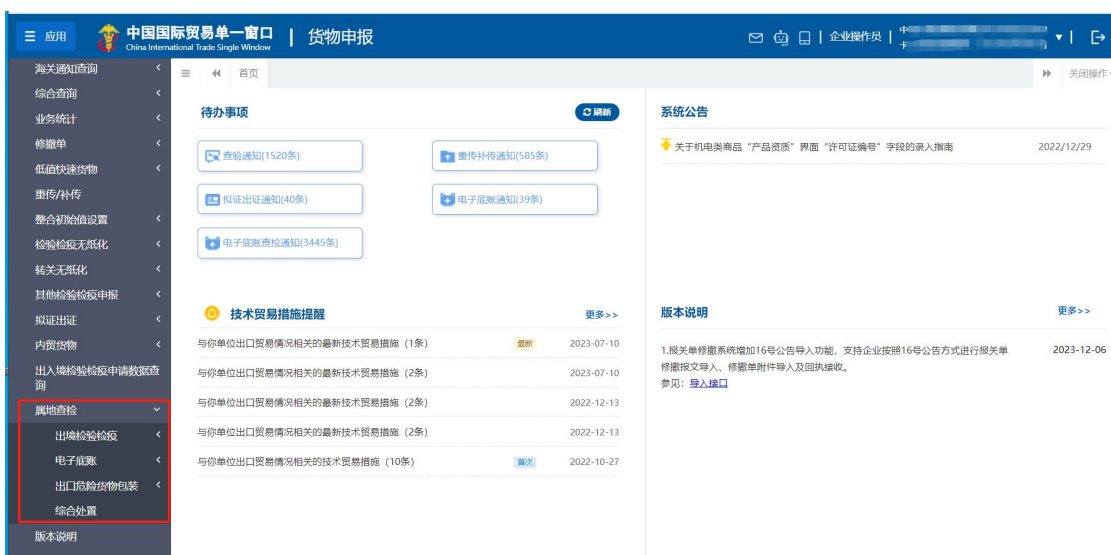 应用
中国国际贸易单一窗口
China International Trade Single Window
货物申报
企业操作员
海关通知查询
综合查询
业务统计
修撤单
低值快速货物
重传/补传
整合初始值设置
检验检疫无纸化
转关无纸化
其他检验检疫申报
拟证出证
内贸货物
出入境检验检疫申请数据查
询
属地查检
出境检验检疫
电子底账
出口危险货物包装
综合处置
版本说明
首页
关闭操作
待办事项
刷新
查验通知(1520条)
重传补传通知(585条)
拟证出证通知(40条)
电子底账通知(39条)
电子底账查检通知(3445条)
系统公告
关于机电类商品“产品资质”界面“许可证编号”字段的录入指南
2022/12/29
技术贸易措施提醒
更多>>
与你单位出口贸易情况相关的最新技术贸易措施（1条）
最新
2023-07-10
与你单位出口贸易情况相关的最新技术贸易措施（2条）
2023-07-10
与你单位出口贸易情况相关的最新技术贸易措施（2条）
2022-12-13
与你单位出口贸易情况相关的最新技术贸易措施（2条）
2022-12-13
与你单位出口贸易情况相关的技术贸易措施（10条）
首次
2022-10-27
版本说明
更多>>
1.报关单修撤系统增加16号公告导入功能，支持企业按照16号公告方式进行报关单
2023-12-06
修撤报文导入、修撤单附件导入及回执接收。
参见：导入接口